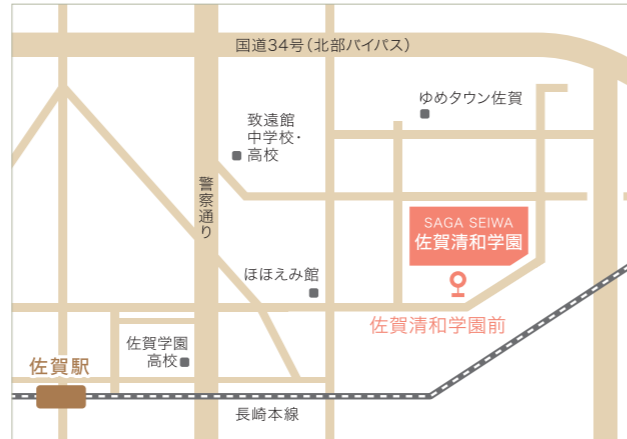 国道34号（北部バイパス）
ゆめタウン佐賀
致遠館
中学校・
高校
警察通り
SAGA SEIWA
佐賀清和学園
ほほえみ館
佐賀清和学園前
佐賀学園
高校
佐賀駅
長崎本線